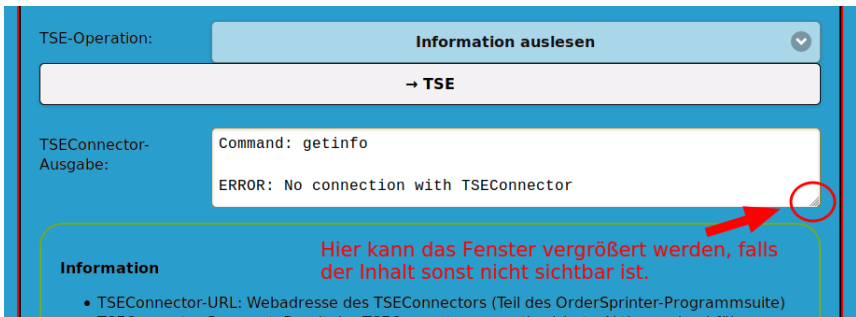 TSE-Operation:
Information auslesen
→ TSE
TSEConnector-
Ausgabe:
Command: getinfo
ERROR: No connection with TSEConnector
Hier kann das Fenster vergrößert werden, falls
der Inhalt sonst nicht sichtbar ist.
Information
• TSEConnector-URL: Webadresse des TSEConnectors (Teil des OrderSprinter-Programmsuite)